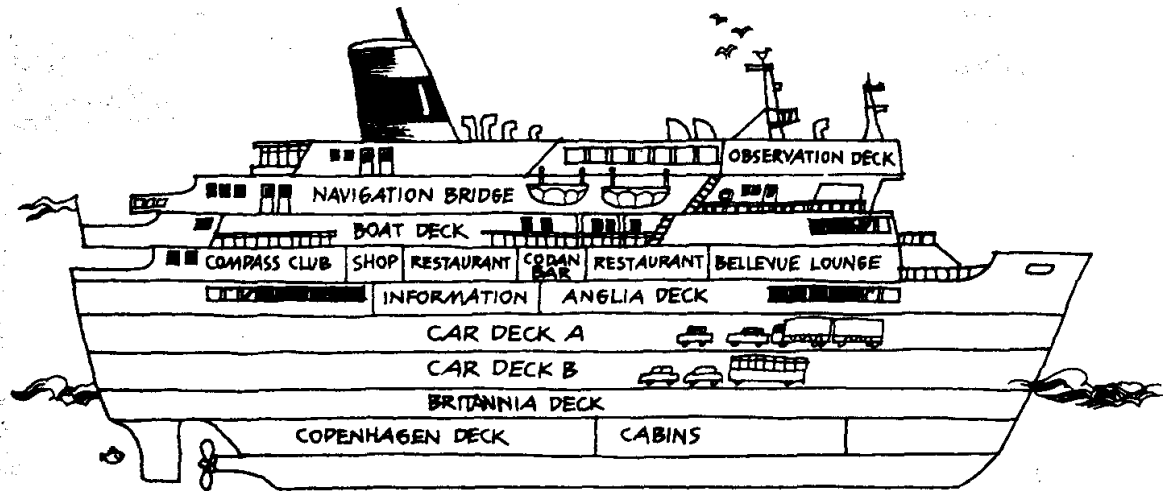 OBSERVATION DECK
NAVIGATION BRIDGE
BOAT DECK
COMPASS CLUB
SHOP
RESTAURANT
CODAN
BAR
RESTAURANT
BELLEVUE LOUNGE
INFORMATION
ANGLIA DECK
CAR DECK A
CAR DECK B
BRITANNIA DECK
COPENHAGEN DECK
CABINS